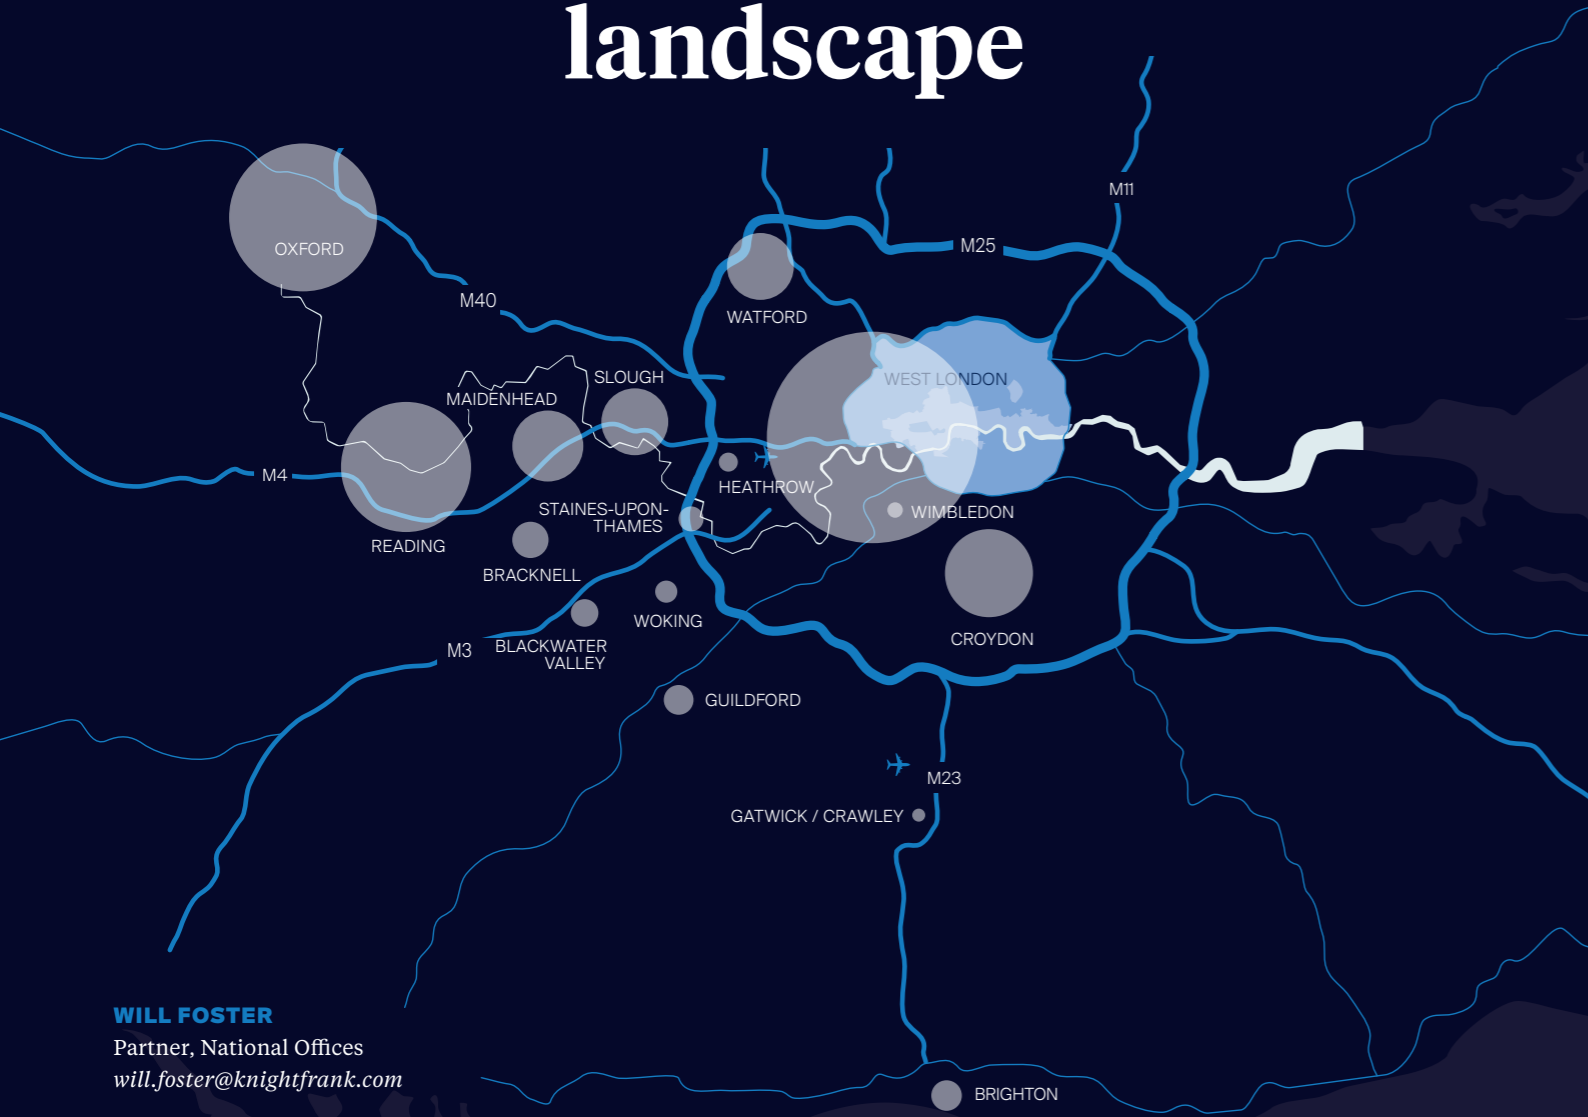 landscape
M11
OXFORD
M25
M40
WATFORD
SLOUGH
WEST LONDON
MAIDENHEAD
M4
HEATHROW
STAINES-UPON-
THAMES
WIMBLEDON
READING
BRACKNELL
WOKING
CROYDON
M3
BLACKWATER
VALLEY
GUILDFORD
M23
GATWICK / CRAWLEY
WILL FOSTER
Partner, National Offices
will.foster@knightfrank.com
BRIGHTON